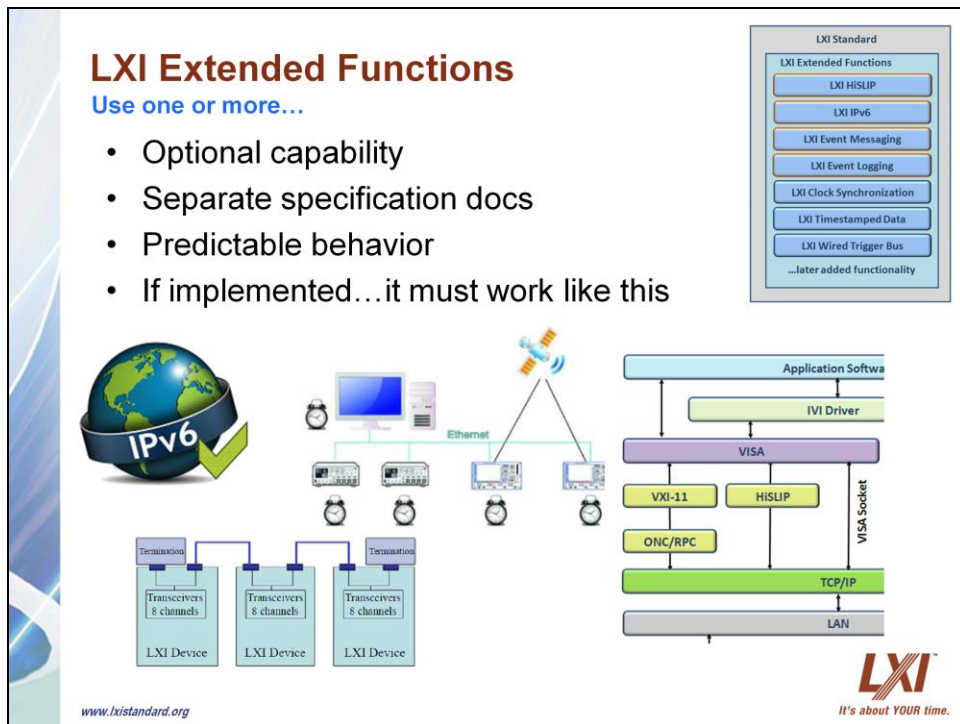 LXI Extended Functions
Use one or more…
• Optional capability
• Separate specification docs
• Predictable behavior
• If implemented…it must work like this
LXI Standard
LXI Extended Functions
LXI HiSLIP
LXI IPv6
LXI Event Messaging
LXI Event Logging
LXI Clock Synchronization
LXI Timestamped Data
LXI Wired Trigger Bus
...later added functionality
IPv6
Ethernet
Application Softwa
IVI Driver
VISA
VXI-11
HiSLIP
VISA Socket
ONC/RPC
TCP/IP
LAN
Termination
Termination
Transceivers
8 channels
Transceivers
8 channels
Transceivers
8 channels
LXI Device
LXI Device
LXI Device
www.lxistandard.org
LXI™
It's about YOUR time.